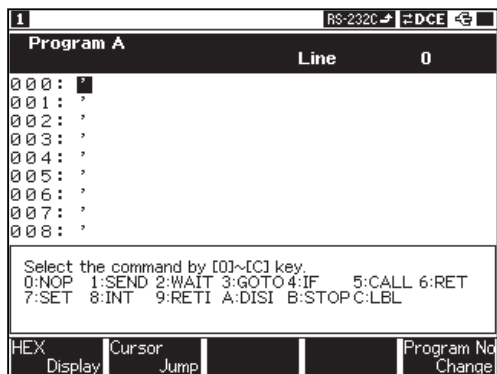 1 RS-232C ⇄DCE
Program A
Line 0
000: ’
001: ’
002: ’
003: ’
004: ’
005: ’
006: ’
007: ’
008: ’
Select the command by [0]~[C] key.
0:NOP 1:SEND 2:WAIT 3:GOTO 4:IF 5:CALL 6:RET
7:SET 8:INT 9:RETI A:DISI B:STOP C:LBL
HEX Cursor Program No
Display Jump Change